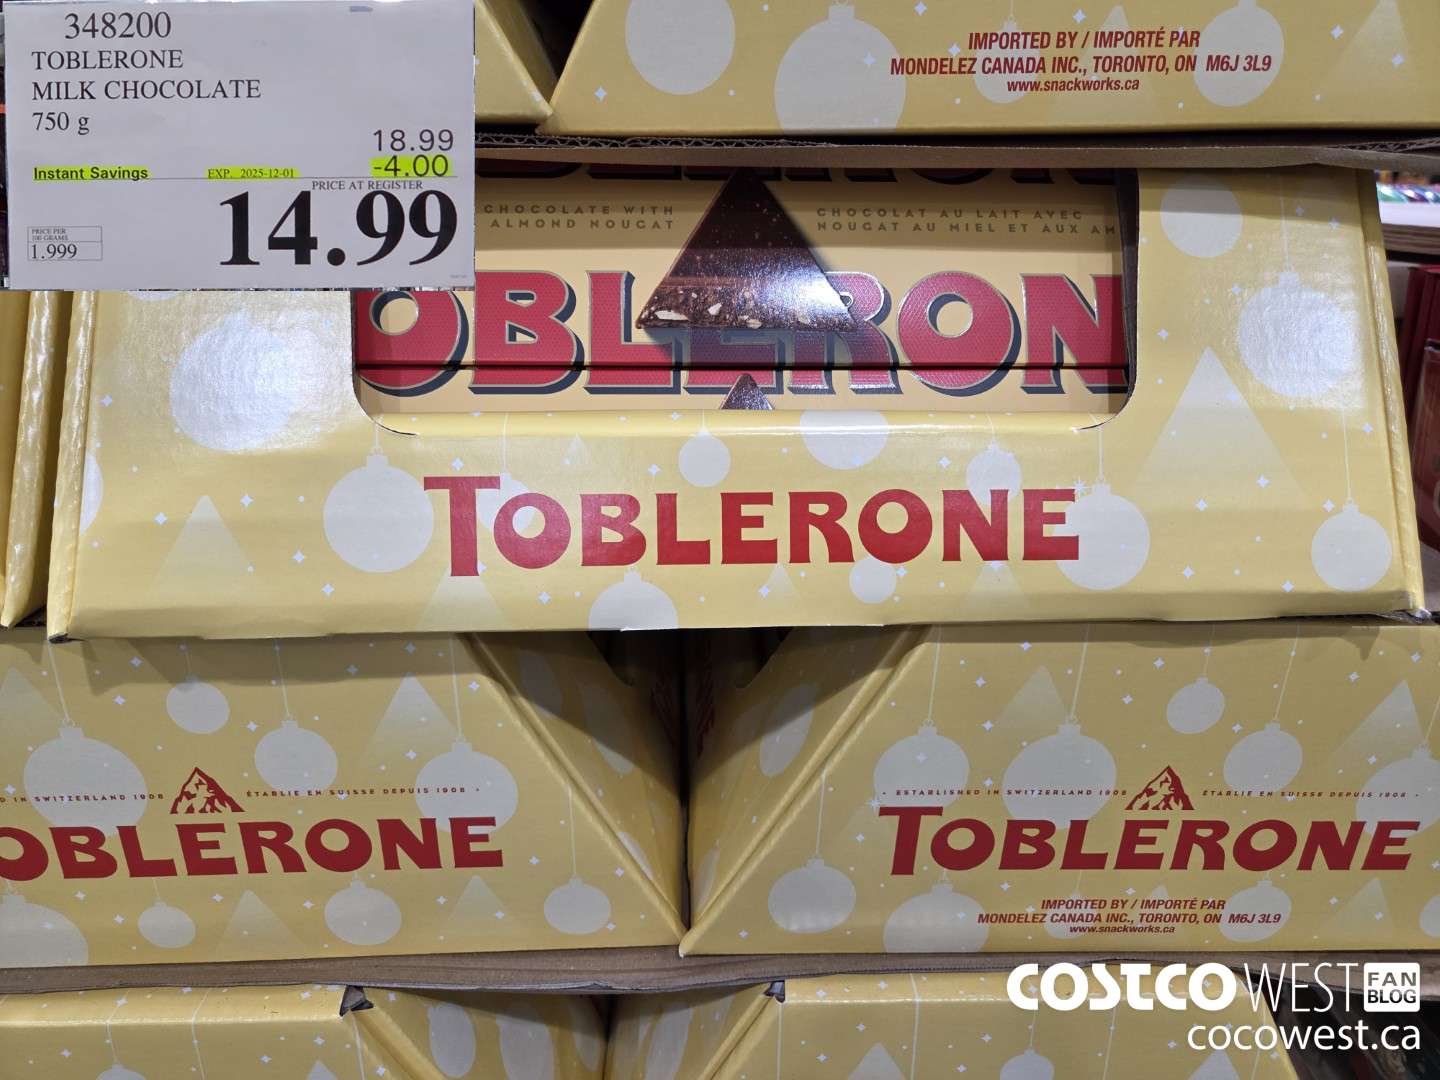 348200
TOBLERONE
MILK CHOCOLATE
750 g
18.99
Instant Savings EXP. 2025-12-01 -4.00
PRICE AT REGISTER
PRICE PER
100 GRAMS
1.999
14.99
IMPORTED BY / IMPORTÉ PAR
MONDELEZ CANADA INC., TORONTO, ON M6J 3L9
www.snackworks.ca
CHOCOLATE WITH
ALMOND NOUGAT
CHOCOLAT AU LAIT AVEC
NOUGAT AU MIEL ET AUX AM
OBLERON
TOBLERONE
D IN SWITZERLAND 1908 ÉTABLIE EN SUISSE DEPUIS 1908
OBLERONE
ESTABLISHED IN SWITZERLAND 1908 ÉTABLIE EN SUISSE DEPUIS 1908
TOBLERONE
IMPORTED BY / IMPORTÉ PAR
MONDELEZ CANADA INC., TORONTO, ON M6J 3L9
www.snackworks.ca
COSTCO WEST FAN BLOG
cocowest.ca